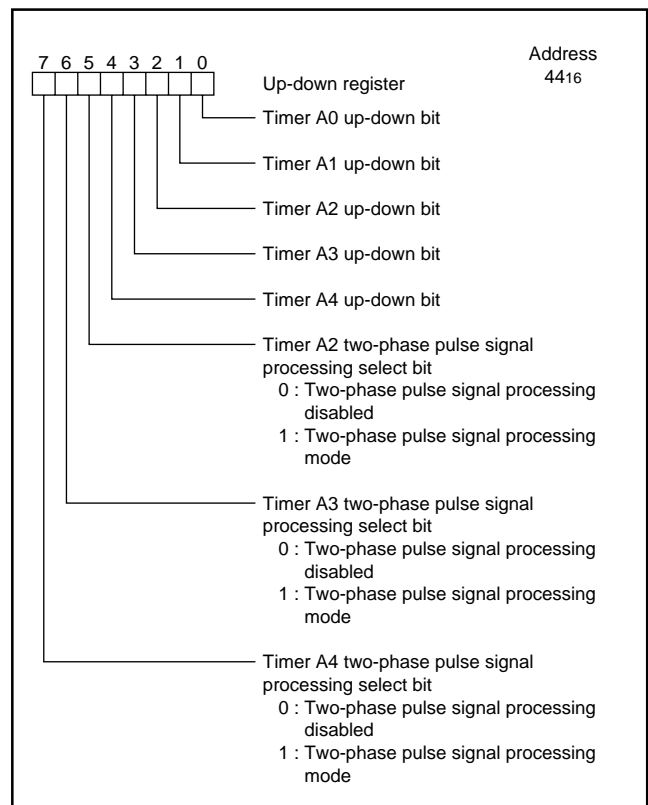 7 6 5 4 3 2 1 0
Address
4416
Up-down register
Timer A0 up-down bit
Timer A1 up-down bit
Timer A2 up-down bit
Timer A3 up-down bit
Timer A4 up-down bit
Timer A2 two-phase pulse signal
processing select bit
0 : Two-phase pulse signal processing
disabled
1 : Two-phase pulse signal processing
mode
Timer A3 two-phase pulse signal
processing select bit
0 : Two-phase pulse signal processing
disabled
1 : Two-phase pulse signal processing
mode
Timer A4 two-phase pulse signal
processing select bit
0 : Two-phase pulse signal processing
disabled
1 : Two-phase pulse signal processing
mode